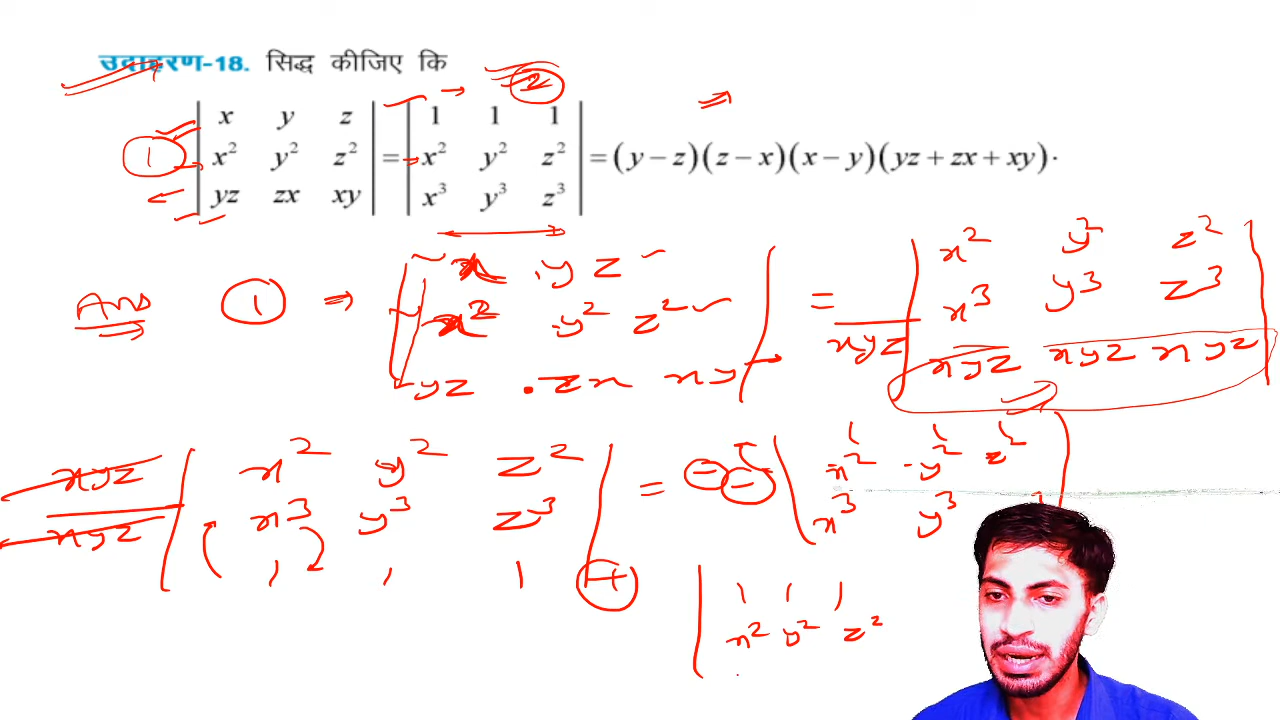 उदाहरण-18. सिद्ध कीजिए कि
2
1 | x y z | = | 1 1 1 | = (y − z)(z − x)(x − y)(yz + zx + xy).
| x² y² z² | | x² y² z² |
| yz zx xy | | x³ y³ z³ |
Ans 1 ⇒ | x y z | = 1/xyz | x² y² z² |
| x² y² z² | | x³ y³ z³ |
| yz zx xy | | xyz xyz xyz |
xyz/xyz | x² y² z² | = − − | 1 1 1 |
| x³ y³ z³ | | x² y² z² |
| 1 1 1 | | x³ y³
+ | 1 1 1
| x² y² z²